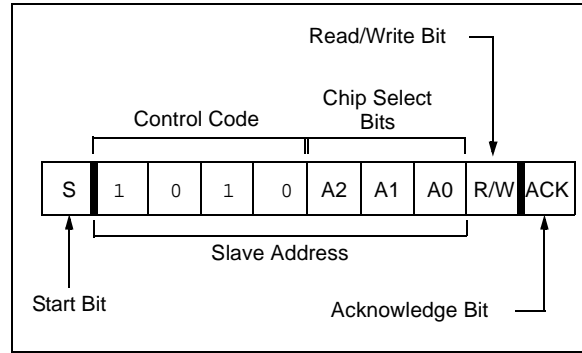 Read/Write Bit
Chip Select
Control Code Bits
S 1 0 1 0 A2 A1 A0 R/W ACK
Slave Address
Start Bit
Acknowledge Bit